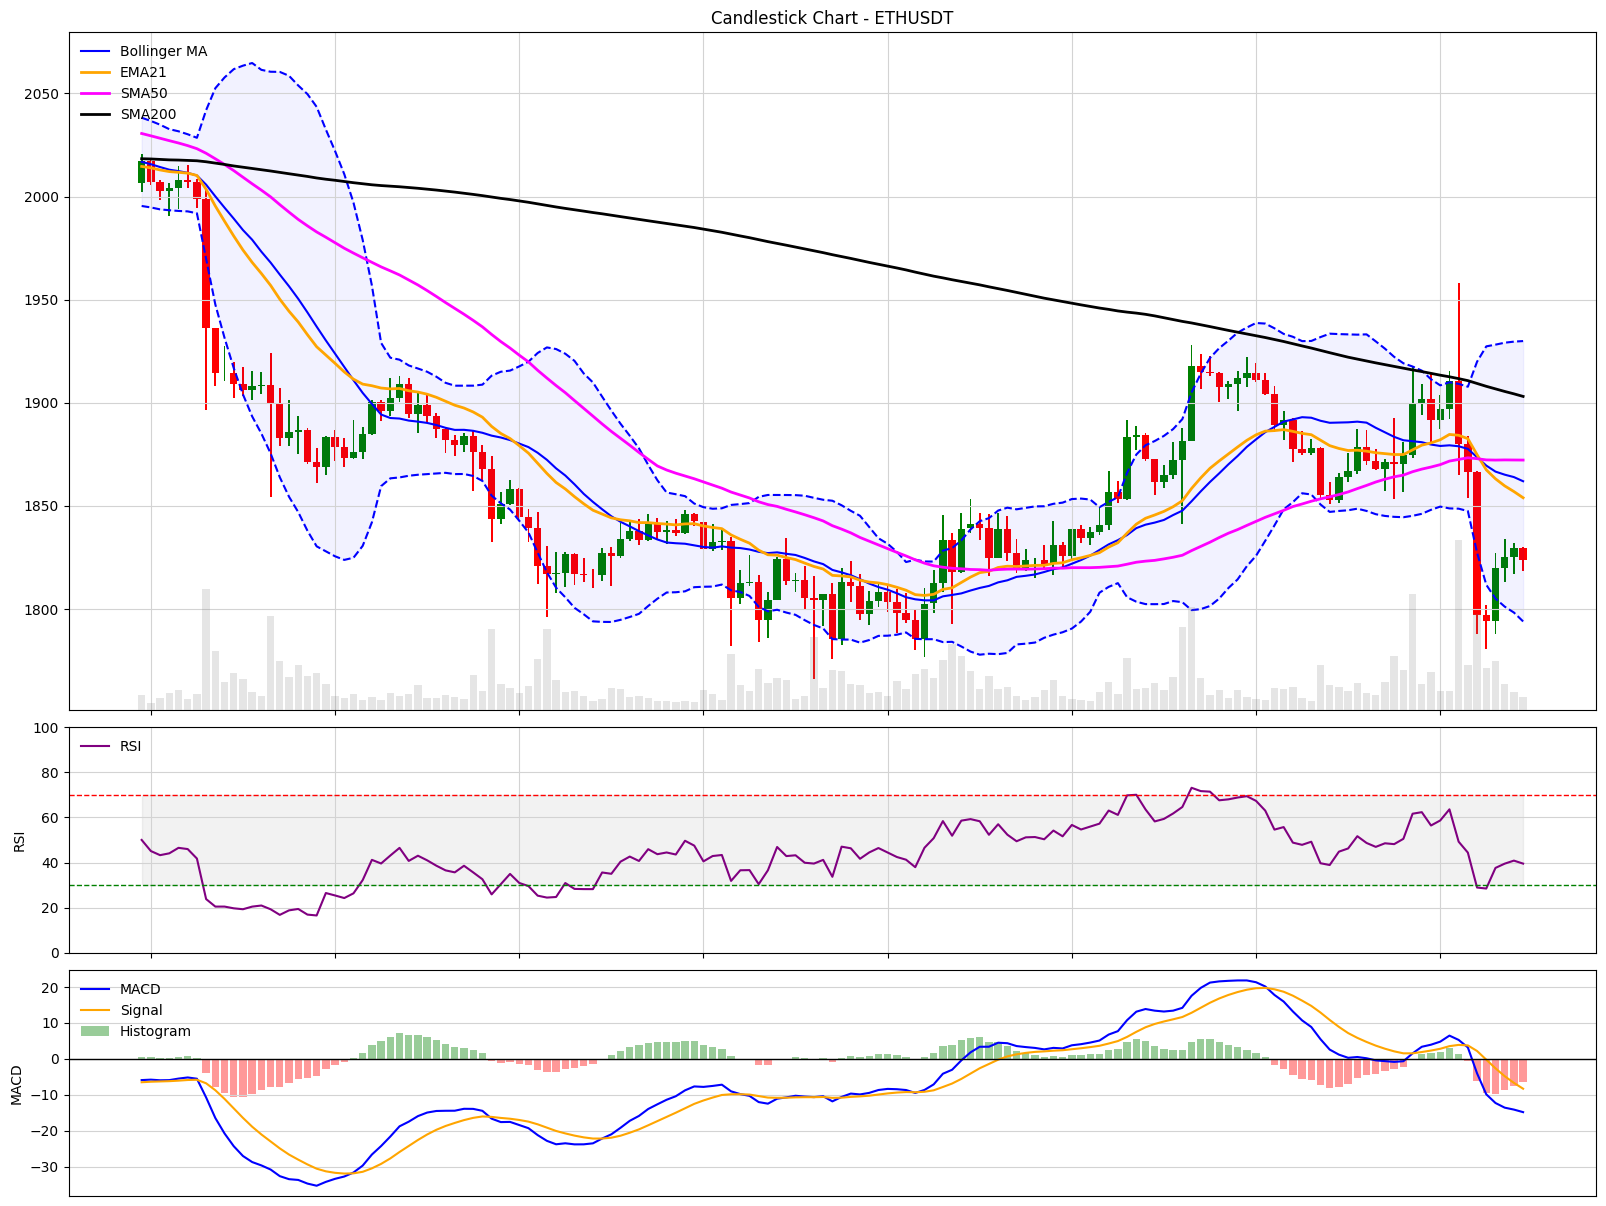 Candlestick Chart - ETHUSDT
Bollinger MA
EMA21
SMA50
SMA200
2050
2000
1950
1900
1850
1800
100
80
60
40
20
0
RSI
RSI
20
10
0
−10
−20
−30
MACD
MACD
Signal
Histogram